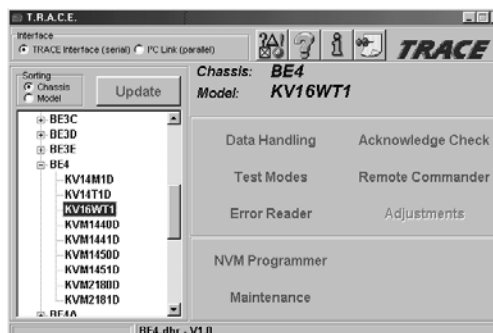 T.R.A.C.E.
Interface
TRACE Interface (serial) PC Link (parallel)
TRACE
Sorting
Chassis
Model
Update
Chassis: BE4
Model: KV16WT1
BE3C
BE3D
BE3E
BE4
KV14M1D
KV14T1D
KV16WT1
KVM1440D
KVM1441D
KVM1450D
KVM1451D
KVM2180D
KVM2181D
BE4A
Data Handling Acknowledge Check
Test Modes Remote Commander
Error Reader Adjustments
NVM Programmer
Maintenance
BE4.dbr - V1.0